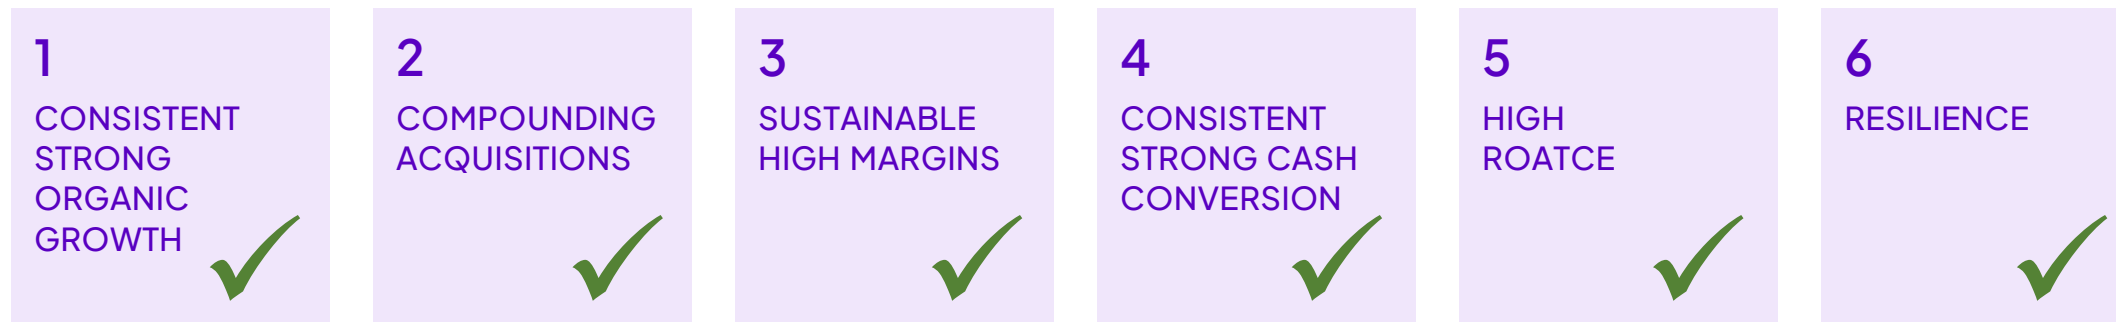 1
CONSISTENT
STRONG
ORGANIC
GROWTH
2
COMPOUNDING
ACQUISITIONS
3
SUSTAINABLE
HIGH MARGINS
4
CONSISTENT
STRONG CASH
CONVERSION
5
HIGH
ROATCE
6
RESILIENCE